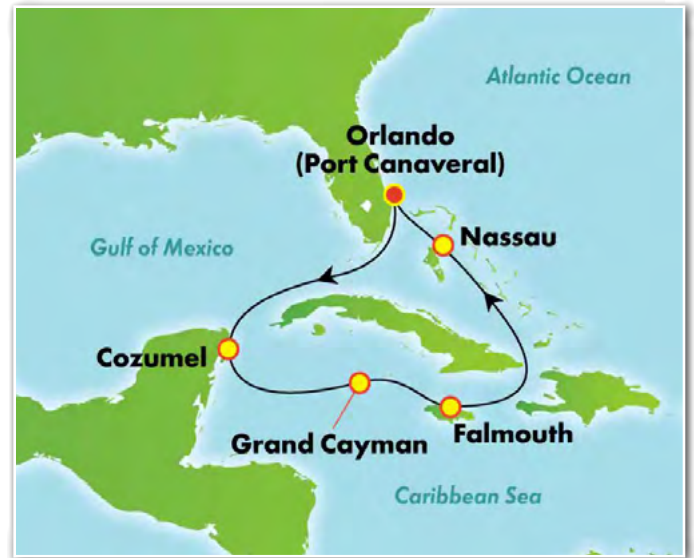 Atlantic Ocean
Orlando
(Port Canaveral)
Nassau
Gulf of Mexico
Cozumel
Grand Cayman
Falmouth
Caribbean Sea